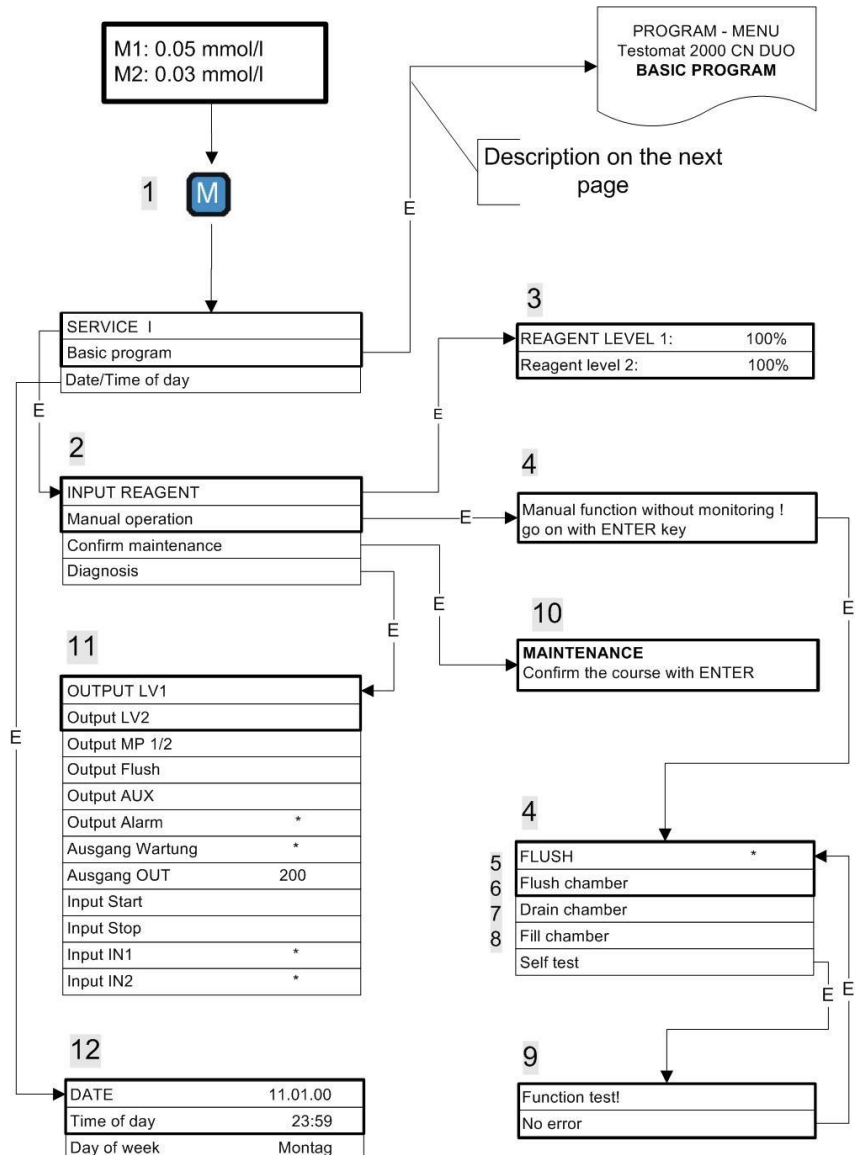 M1: 0.05 mmol/l
M2: 0.03 mmol/l
PROGRAM - MENU
Testomat 2000 CN DUO
BASIC PROGRAM
Description on the next
page
1
M
E
SERVICE I
Basic program
Date/Time of day
E
3
REAGENT LEVEL 1: 100%
Reagent level 2: 100%
E
2
INPUT REAGENT
Manual operation
Confirm maintenance
Diagnosis
E
4
Manual function without monitoring !
go on with ENTER key
E
E
E
10
MAINTENANCE
Confirm the course with ENTER
11
OUTPUT LV1
Output LV2
Output MP 1/2
Output Flush
Output AUX
Output Alarm *
Ausgang Wartung *
Ausgang OUT 200
Input Start
Input Stop
Input IN1 *
Input IN2 *
E
4
5 FLUSH *
6 Flush chamber
7 Drain chamber
8 Fill chamber
Self test
E E
9
Function test!
No error
12
DATE 11.01.00
Time of day 23:59
Day of week Montag